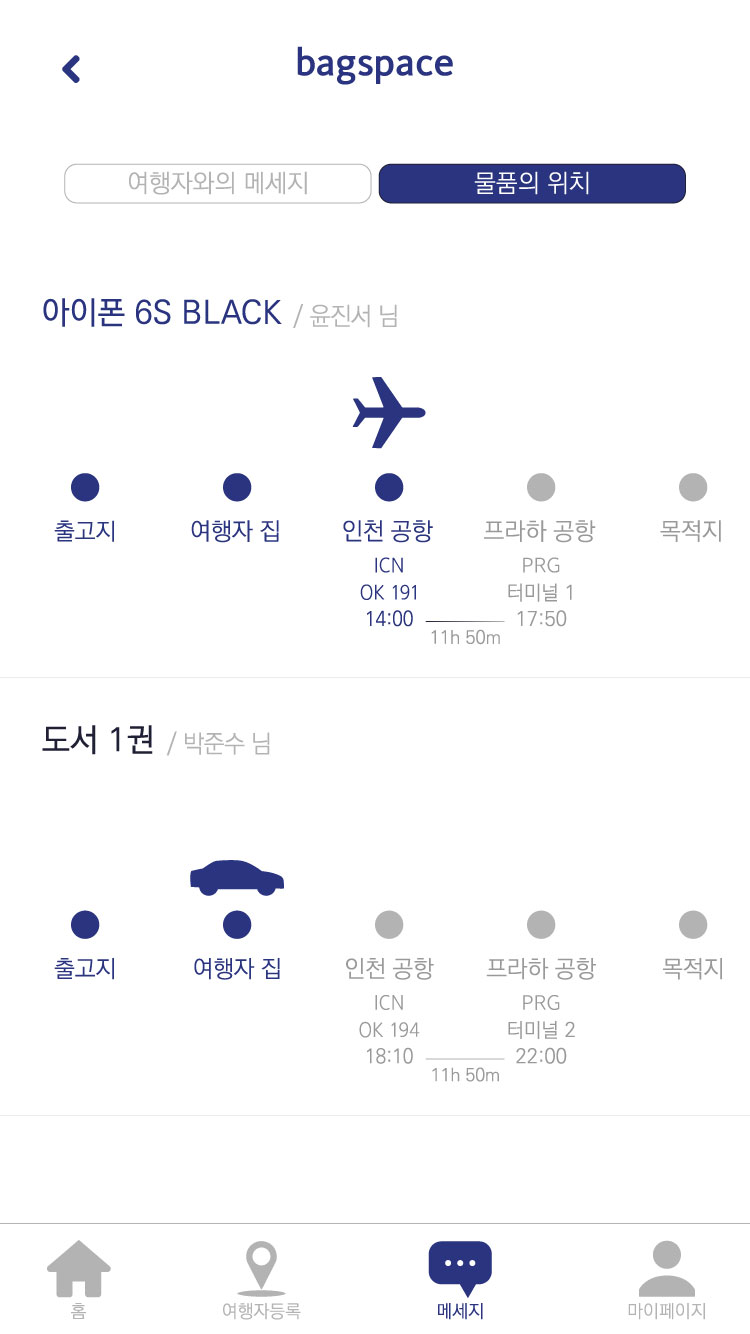 bagspace
여행자와의 메세지 물품의 위치
아이폰 6S BLACK / 윤진서 님
출고지 여행자 집 인천 공항 프라하 공항 목적지
ICN PRG
OK 191 터미널 1
14:00 17:50
11h 50m
도서 1권 / 박준수 님
출고지 여행자 집 인천 공항 프라하 공항 목적지
ICN PRG
OK 194 터미널 2
18:10 22:00
11h 50m
홈 여행자등록 메세지 마이페이지